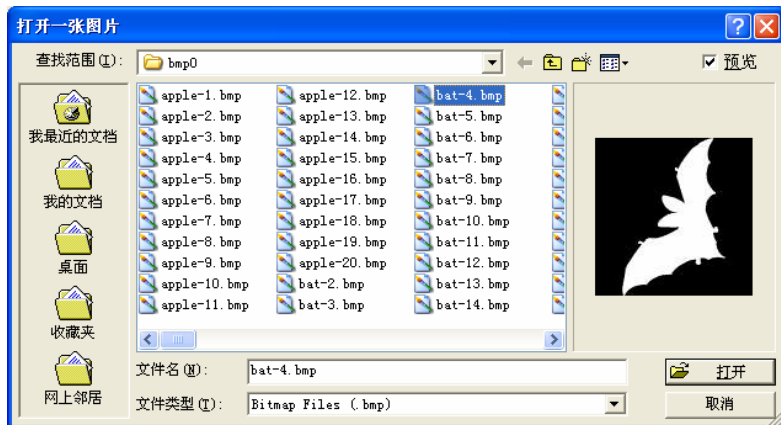 打开一张图片
查找范围(I):
bmp0
预览
我最近的文档
我的文档
桌面
收藏夹
网上邻居
apple-1.bmp
apple-2.bmp
apple-3.bmp
apple-4.bmp
apple-5.bmp
apple-6.bmp
apple-7.bmp
apple-8.bmp
apple-9.bmp
apple-10.bmp
apple-11.bmp
apple-12.bmp
apple-13.bmp
apple-14.bmp
apple-15.bmp
apple-16.bmp
apple-17.bmp
apple-18.bmp
apple-19.bmp
apple-20.bmp
bat-2.bmp
bat-3.bmp
bat-4.bmp
bat-5.bmp
bat-6.bmp
bat-7.bmp
bat-8.bmp
bat-9.bmp
bat-10.bmp
bat-11.bmp
bat-12.bmp
bat-13.bmp
bat-14.bmp
文件名(N):
bat-4.bmp
打开
文件类型(T):
Bitmap Files (.bmp)
取消